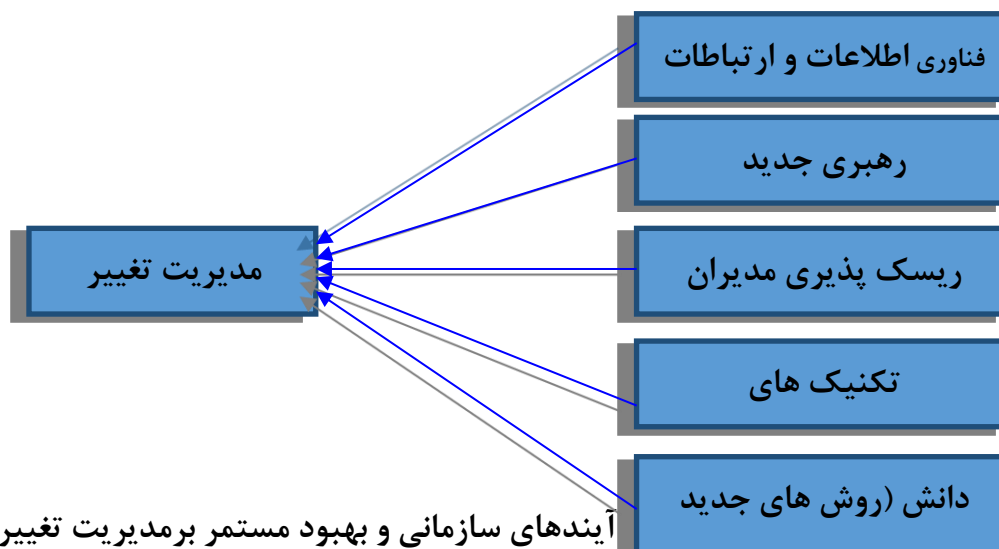 فناوری اطلاعات و ارتباطات
رهبری جدید
مدیریت تغییر
ریسک پذیری مدیران
تکنیک های
دانش (روش های جدید
آیندهای سازمانی و بهبود مستمر برمدیریت تغییر